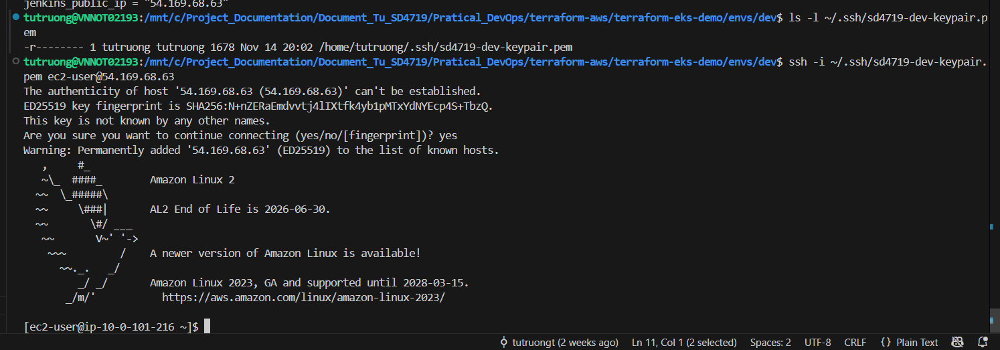 jenkins_public_ip = "54.169.68.63"
tutruong@VNNOT02193:/mnt/c/Project_Documentation/Document_Tu_SD4719/Pratical_DevOps/terraform-aws/terraform-eks-demo/envs/dev$ ls -l ~/.ssh/sd4719-dev-keypair.p
em
-r-------- 1 tutruong tutruong 1678 Nov 14 20:02 /home/tutruong/.ssh/sd4719-dev-keypair.pem
tutruong@VNNOT02193:/mnt/c/Project_Documentation/Document_Tu_SD4719/Pratical_DevOps/terraform-aws/terraform-eks-demo/envs/dev$ ssh -i ~/.ssh/sd4719-dev-keypair.
pem ec2-user@54.169.68.63
The authenticity of host '54.169.68.63 (54.169.68.63)' can't be established.
ED25519 key fingerprint is SHA256:N+nZERaEmdvvtj4lIXtfk4yb1pMTxYdNYEcp4S+TbzQ.
This key is not known by any other names.
Are you sure you want to continue connecting (yes/no/[fingerprint])? yes
Warning: Permanently added '54.169.68.63' (ED25519) to the list of known hosts.
   ,     #_
   ~\_  ####_        Amazon Linux 2
  ~~  \_#####\
  ~~     \###|       AL2 End of Life is 2026-06-30.
  ~~       \#/ ___
   ~~       V~' '->
    ~~~         /    A newer version of Amazon Linux is available!
      ~~._.   _/
         _/ _/       Amazon Linux 2023, GA and supported until 2028-03-15.
       _/m/'           https://aws.amazon.com/linux/amazon-linux-2023/
[ec2-user@ip-10-0-101-216 ~]$
tutruongt (2 weeks ago) Ln 11, Col 1 (2 selected) Spaces: 2 UTF-8 CRLF {} Plain Text